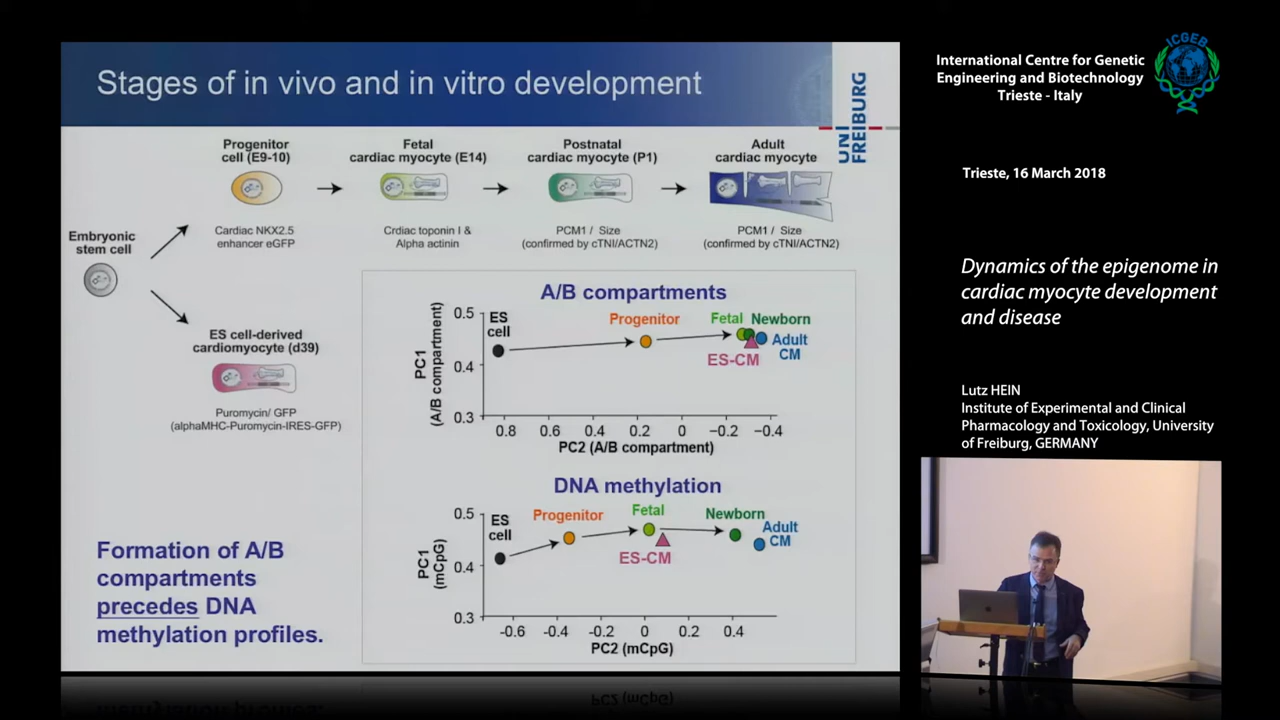 Stages of in vivo and in vitro development
UNI
FREIBURG
Progenitor
cell (E9-10)
Fetal
cardiac myocyte (E14)
Postnatal
cardiac myocyte (P1)
Adult
cardiac myocyte
Cardiac NKX2.5
enhancer eGFP
Crdiac toponin I &
Alpha actinin
PCM1 / Size
(confirmed by cTNI/ACTN2)
PCM1 / Size
(confirmed by cTNI/ACTN2)
Embryonic
stem cell
ES cell-derived
cardiomyocyte (d39)
Puromycin/ GFP
(alphaMHC-Puromycin-IRES-GFP)
A/B compartments
PC1
(A/B compartment)
0.5
0.4
0.3
ES
cell
Progenitor
Fetal
Newborn
Adult
CM
ES-CM
0.8 0.6 0.4 0.2 0 −0.2 −0.4
PC2 (A/B compartment)
DNA methylation
PC1
(mCpG)
0.5
0.4
0.3
ES
cell
Progenitor
Fetal
Newborn
Adult
CM
ES-CM
-0.6 -0.4 -0.2 0 0.2 0.4
PC2 (mCpG)
Formation of A/B
compartments
precedes DNA
methylation profiles.
International Centre for Genetic
Engineering and Biotechnology
Trieste - Italy
ICGEB
Trieste, 16 March 2018
Dynamics of the epigenome in
cardiac myocyte development
and disease
Lutz HEIN
Institute of Experimental and Clinical
Pharmacology and Toxicology, University
of Freiburg, GERMANY